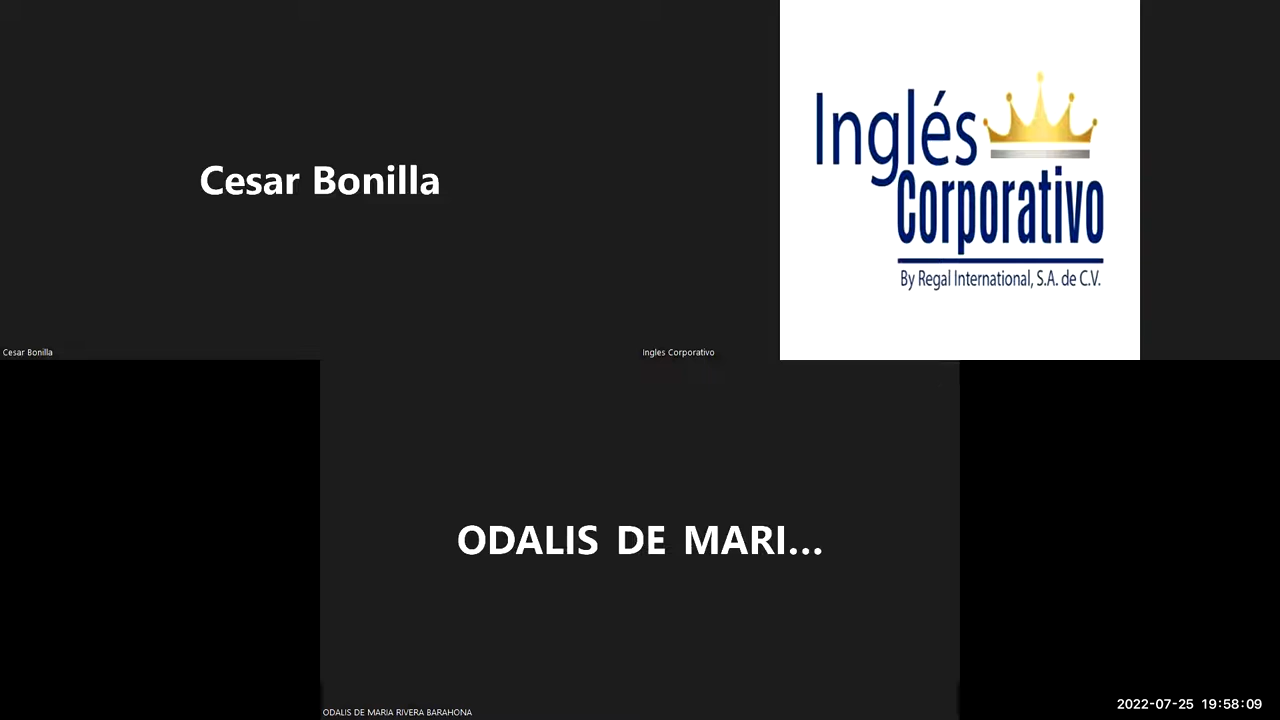 Cesar Bonilla
Inglés
Corporativo
By Regal International, S.A. de C.V.
Cesar Bonilla
Ingles Corporativo
ODALIS DE MARI...
ODALIS DE MARIA RIVERA BARAHONA
2022-07-25 19:58:09